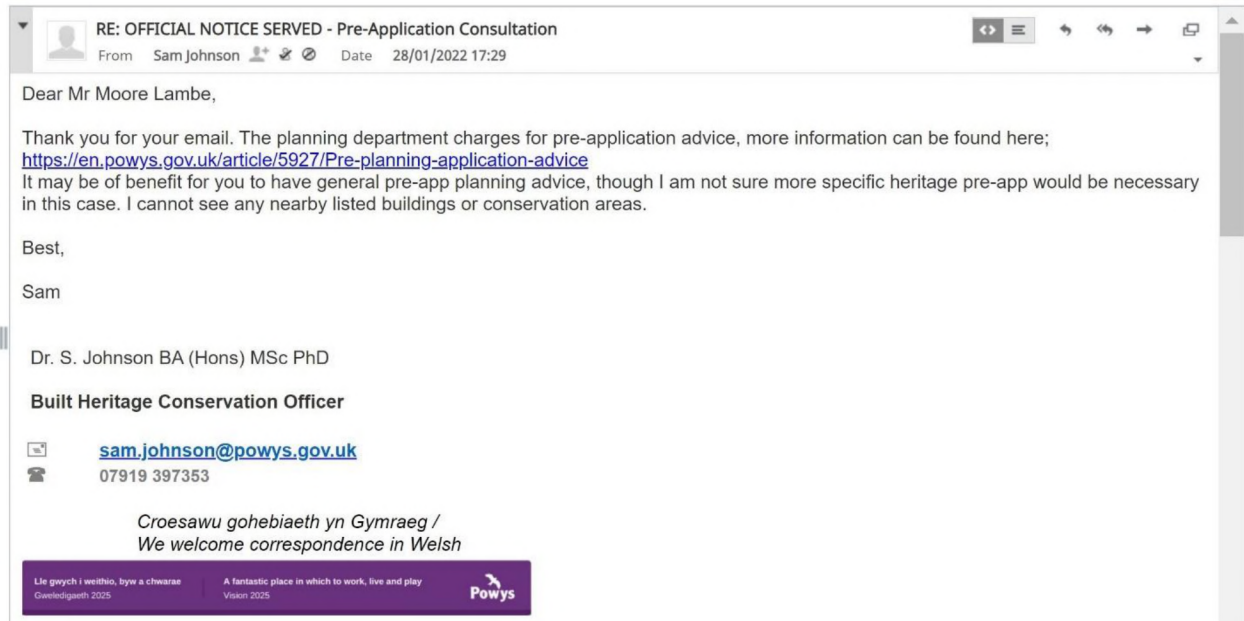 RE: OFFICIAL NOTICE SERVED - Pre-Application Consultation
From Sam Johnson Date 28/01/2022 17:29
Dear Mr Moore Lambe,
Thank you for your email. The planning department charges for pre-application advice, more information can be found here;
https://en.powys.gov.uk/article/5927/Pre-planning-application-advice
It may be of benefit for you to have general pre-app planning advice, though I am not sure more specific heritage pre-app would be necessary
in this case. I cannot see any nearby listed buildings or conservation areas.
Best,
Sam
Dr. S. Johnson BA (Hons) MSc PhD
Built Heritage Conservation Officer
sam.johnson@powys.gov.uk
07919 397353
Croesawu gohebiaeth yn Gymraeg /
We welcome correspondence in Welsh
Lle gwych i weithio, byw a chwarae
Gweledigaeth 2025
A fantastic place in which to work, live and play
Vision 2025
Powys